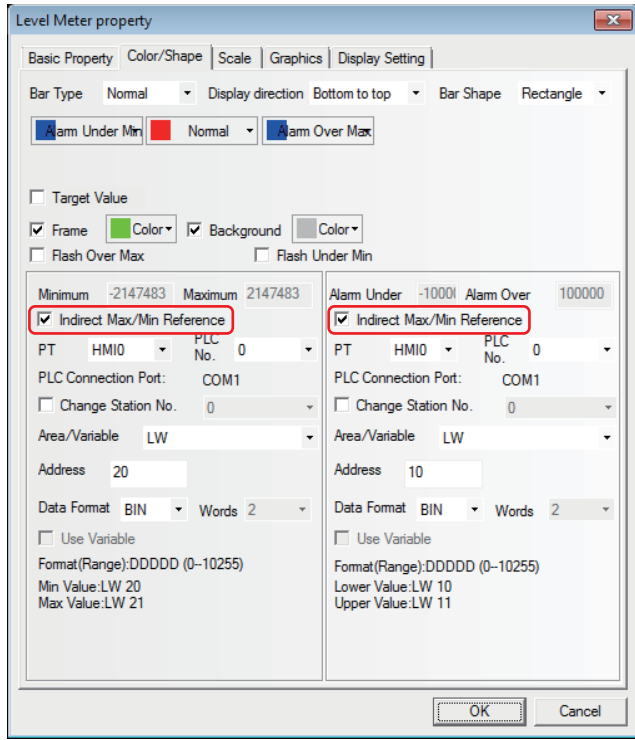 Level Meter property
Basic Property Color/Shape Scale Graphics Display Setting
Bar Type Normal Display direction Bottom to top Bar Shape Rectangle
Alarm Under Min Normal Alarm Over Max
Target Value
Frame Color Background Color
Flash Over Max Flash Under Min
Minimum -2147483 Maximum 2147483
Indirect Max/Min Reference
PT HMI0 PLC No. 0
PLC Connection Port: COM1
Change Station No. 0
Area/Variable LW
Address 20
Data Format BIN Words 2
Use Variable
Format(Range):DDDDD (0--10255)
Min Value:LW 20
Max Value:LW 21
Alarm Under -1000 Alarm Over 100000
Indirect Max/Min Reference
PT HMI0 PLC No. 0
PLC Connection Port: COM1
Change Station No. 0
Area/Variable LW
Address 10
Data Format BIN Words 2
Use Variable
Format(Range):DDDDD (0--10255)
Lower Value:LW 10
Upper Value:LW 11
OK Cancel